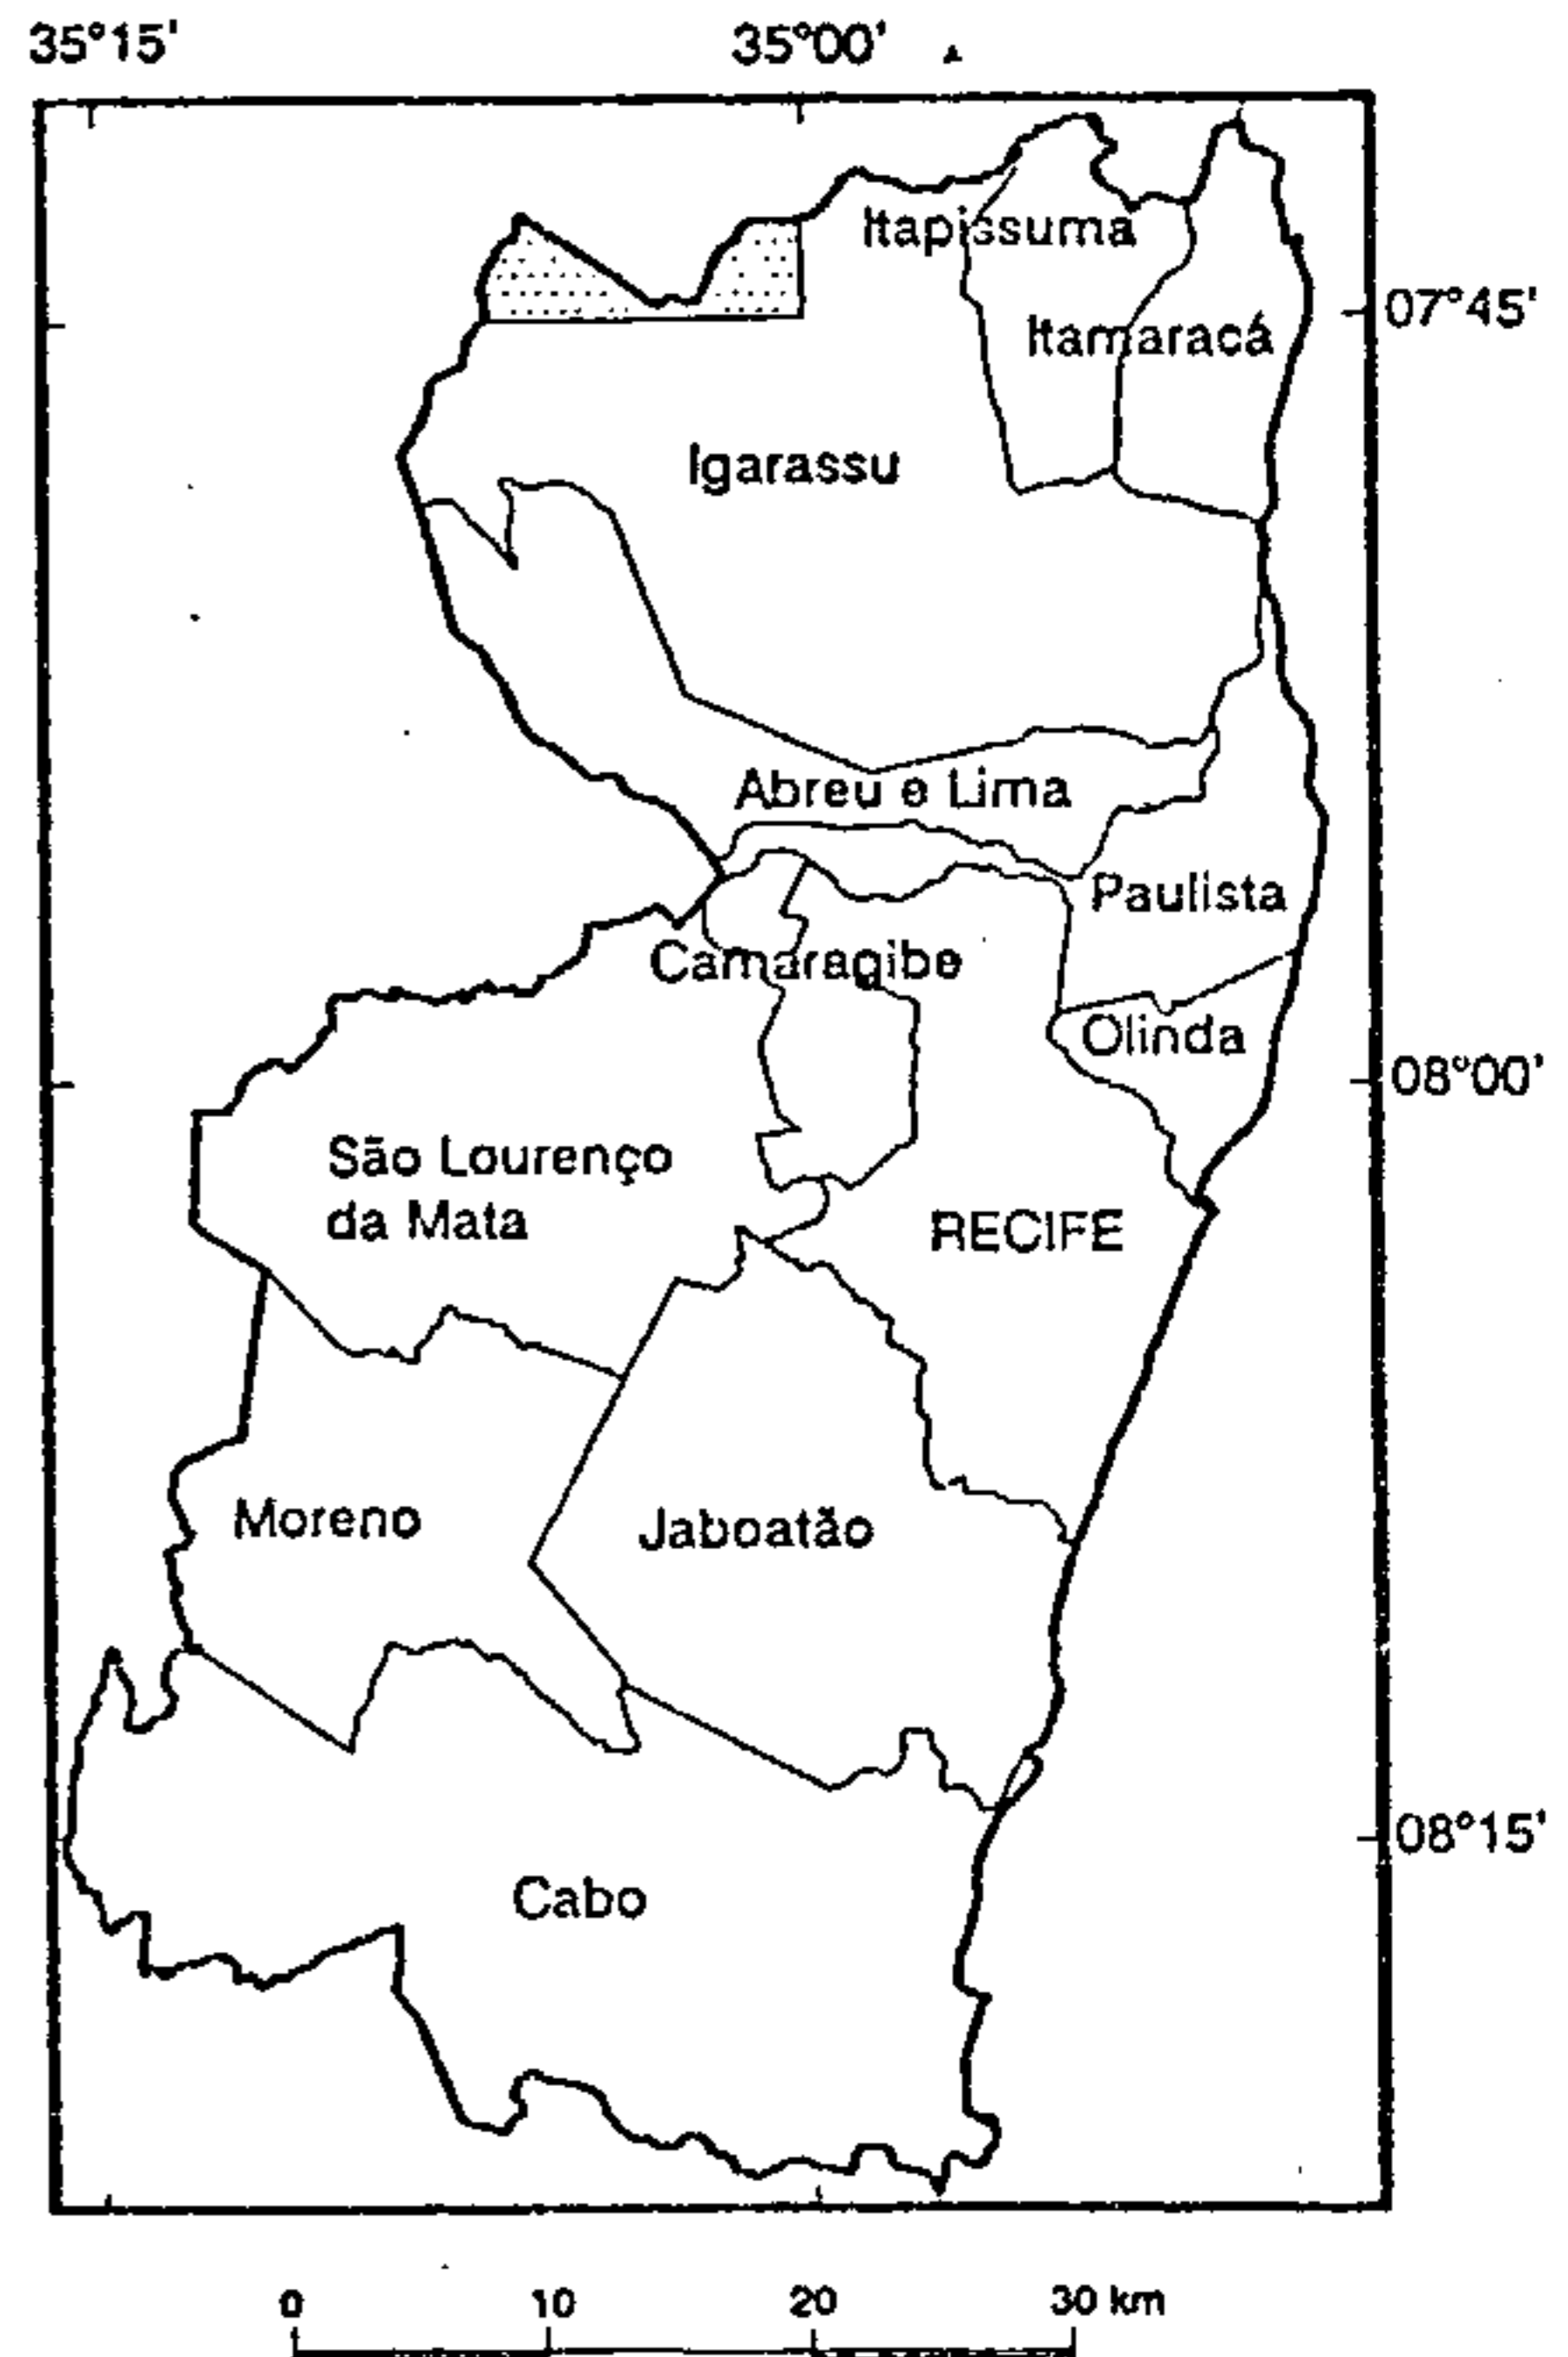 35°15' 35°00'
Itapissuma
07°45'
Itamaracá
Igarassu
Abreu e Lima
Paulista
Camaragibe
Olinda
08°00'
São Lourenço
da Mata
RECIFE
Moreno
Jaboatão
08°15'
Cabo
0 10 20 30 km